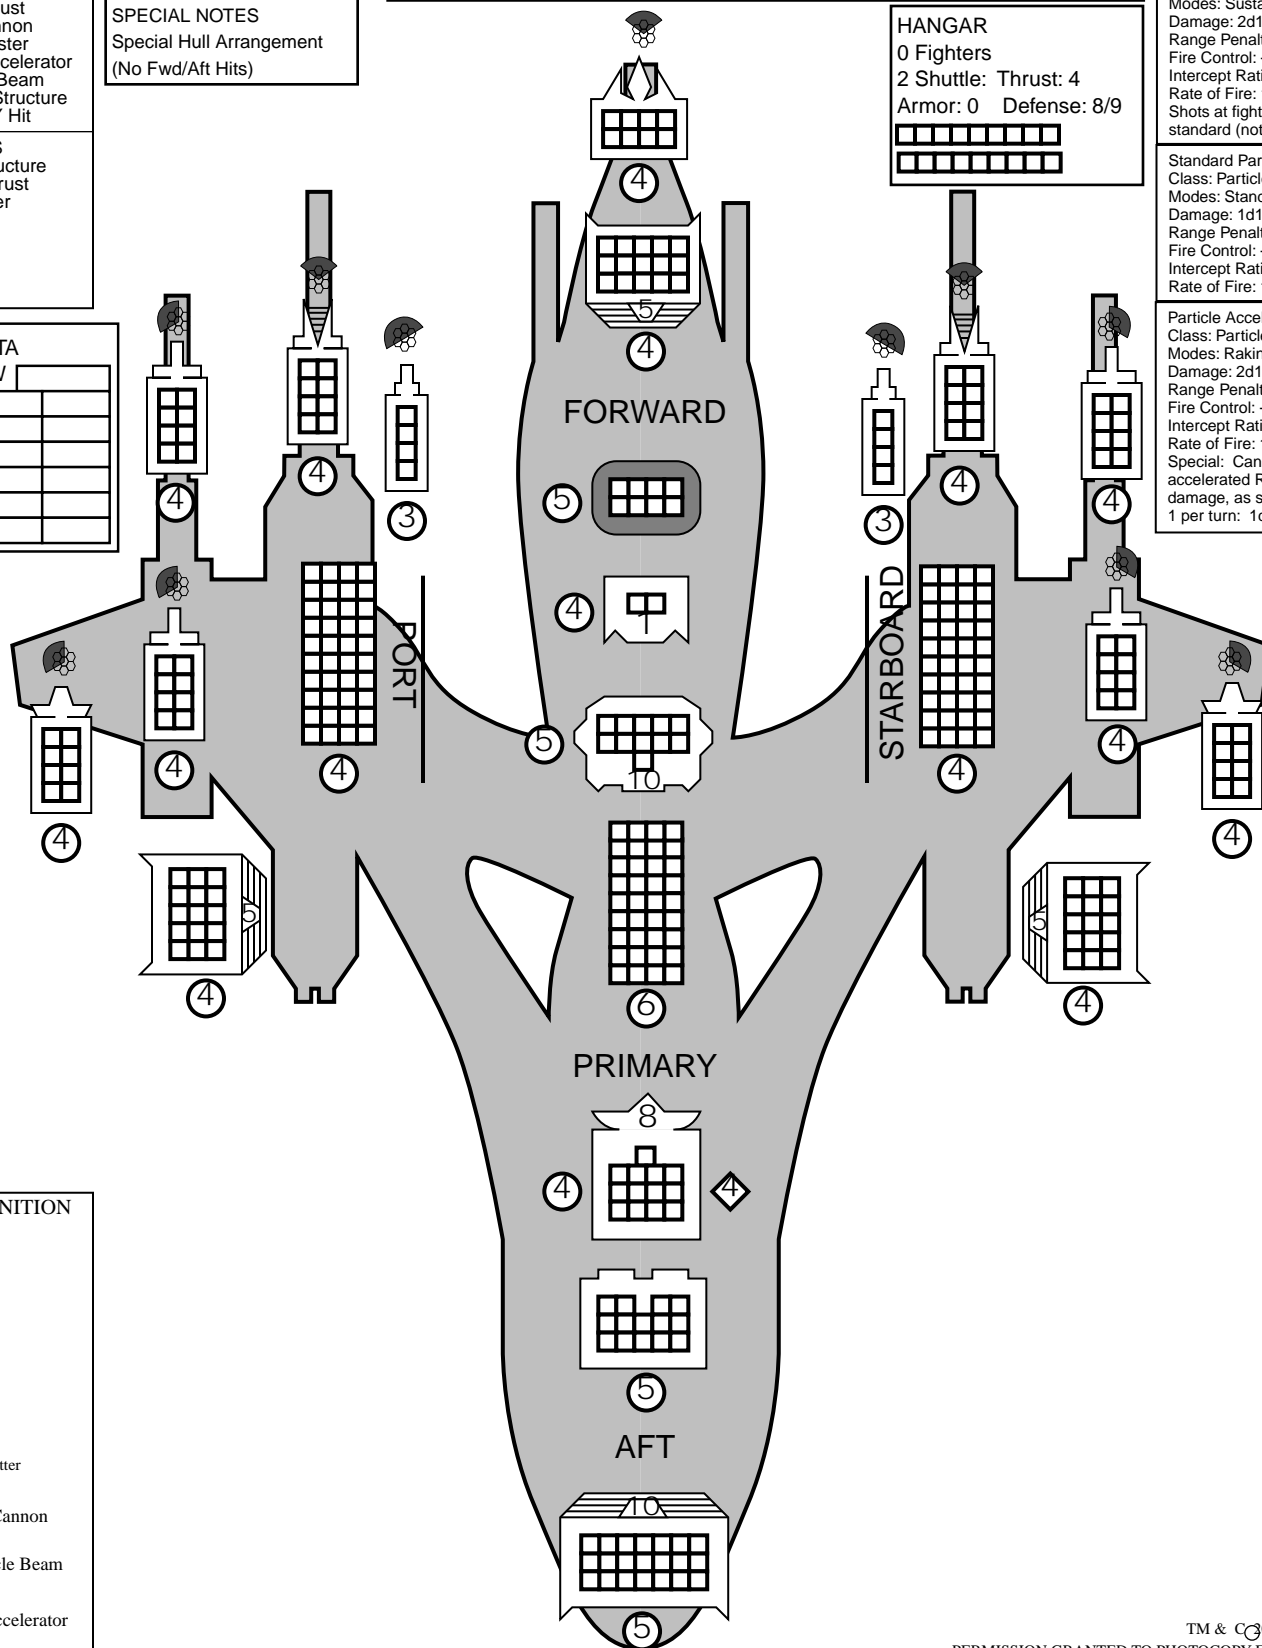 ust
nnon
ster
celerator
Beam
Structure
Hit
S
ucture
rust
er
SPECIAL NOTES
Special Hull Arrangement
(No Fwd/Aft Hits)
HANGAR
0 Fighters
2 Shuttle: Thrust: 4
Armor: 0 Defense: 8/9
Modes: Susta
Damage: 2d1
Range Penalt
Fire Control:
Intercept Rati
Rate of Fire:
Shots at fight
standard (not
Standard Par
Class: Particle
Modes: Stand
Damage: 1d1
Range Penalt
Fire Control: -
Intercept Rati
Rate of Fire:
Particle Accel
Class: Particle
Modes: Rakin
Damage: 2d1
Range Penalt
Fire Control: -
Intercept Rati
Rate of Fire:
Special: Can
accelerated R
damage, as s
1 per turn: 1
TA
4
5
4
FORWARD
4
4
3
3
4
4
5
4
1
PORT
STARBOARD
5
10
4
4
4
4
4
4
5
4
5
4
6
PRIMARY
8
4
4
5
AFT
10
5
NITION
tter
Cannon
cle Beam
ccelerator
TM & C
PERMISSION GRANTED TO PHOTOCOPY